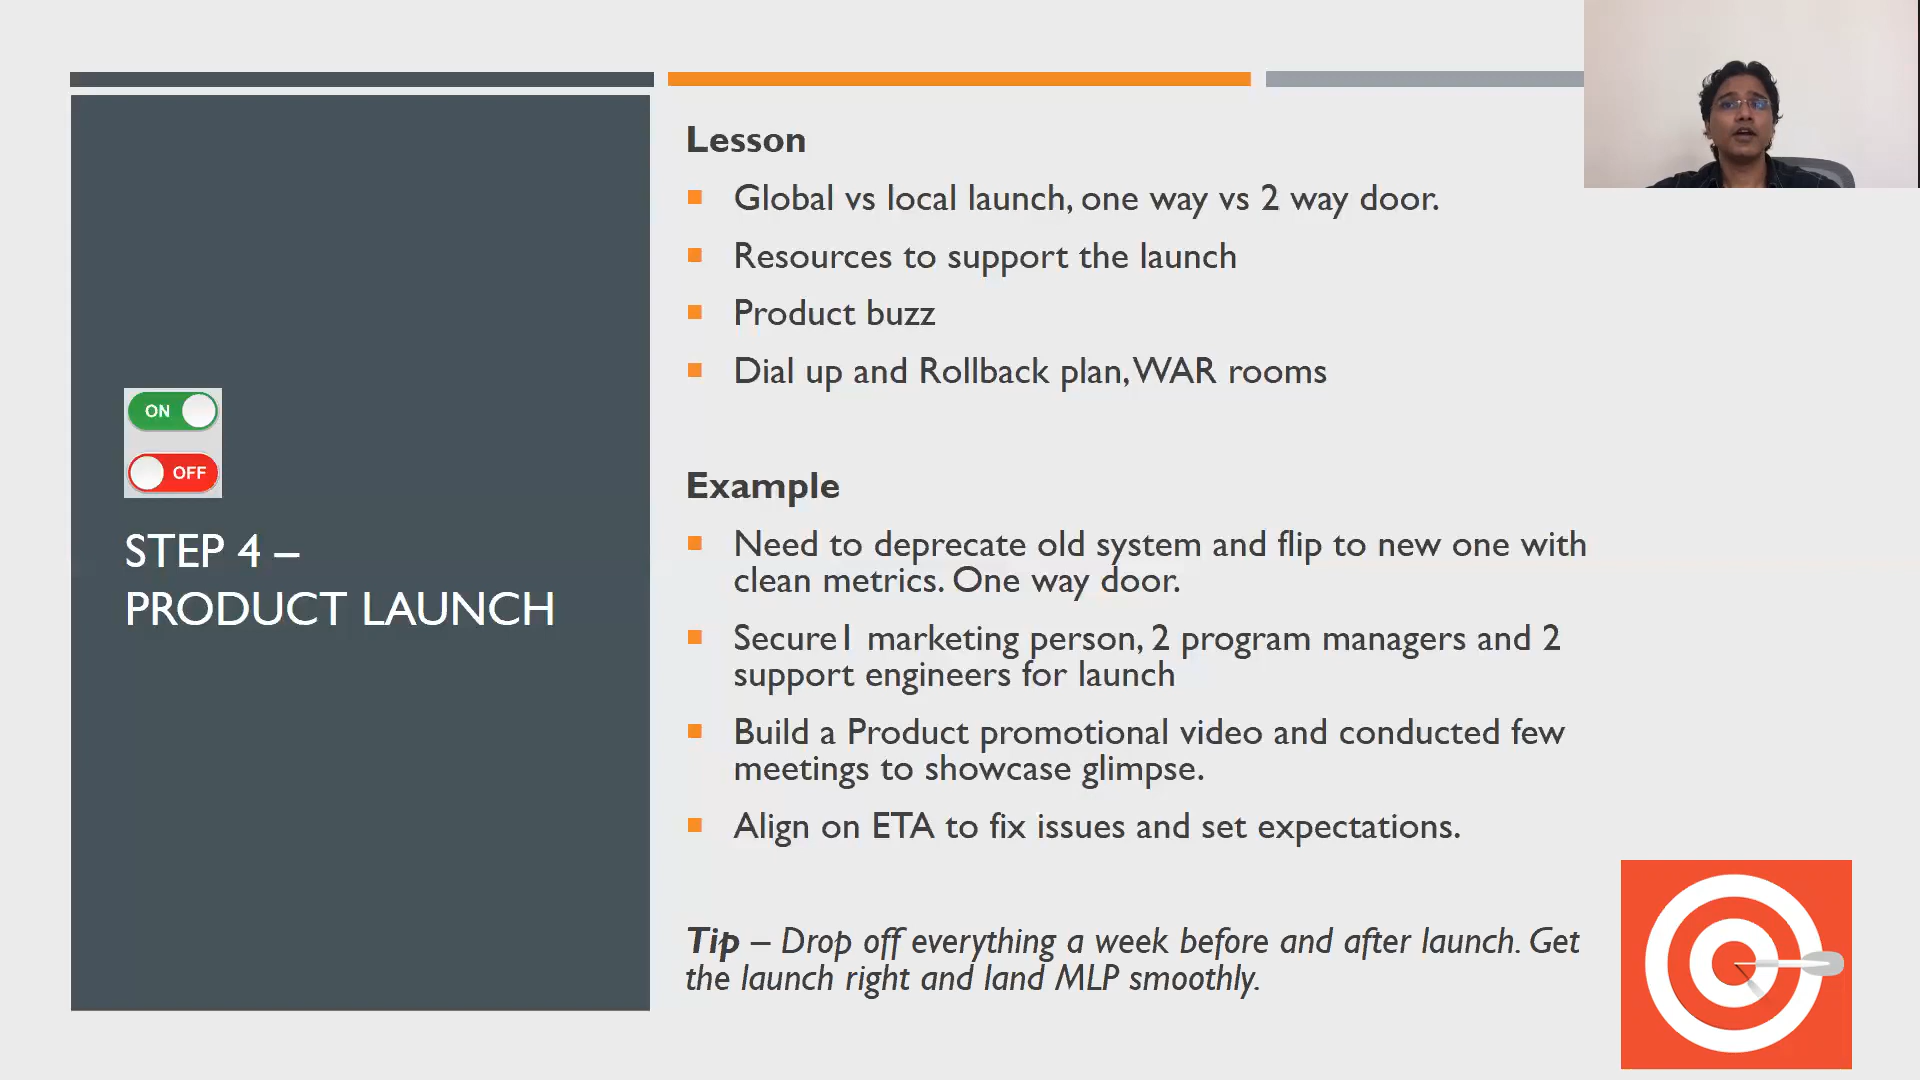 ON
OFF
STEP 4 –
PRODUCT LAUNCH
Lesson
Global vs local launch, one way vs 2 way door.
Resources to support the launch
Product buzz
Dial up and Rollback plan, WAR rooms
Example
Need to deprecate old system and flip to new one with
clean metrics. One way door.
Secure1 marketing person, 2 program managers and 2
support engineers for launch
Build a Product promotional video and conducted few
meetings to showcase glimpse.
Align on ETA to fix issues and set expectations.
Tip – Drop off everything a week before and after launch. Get
the launch right and land MLP smoothly.